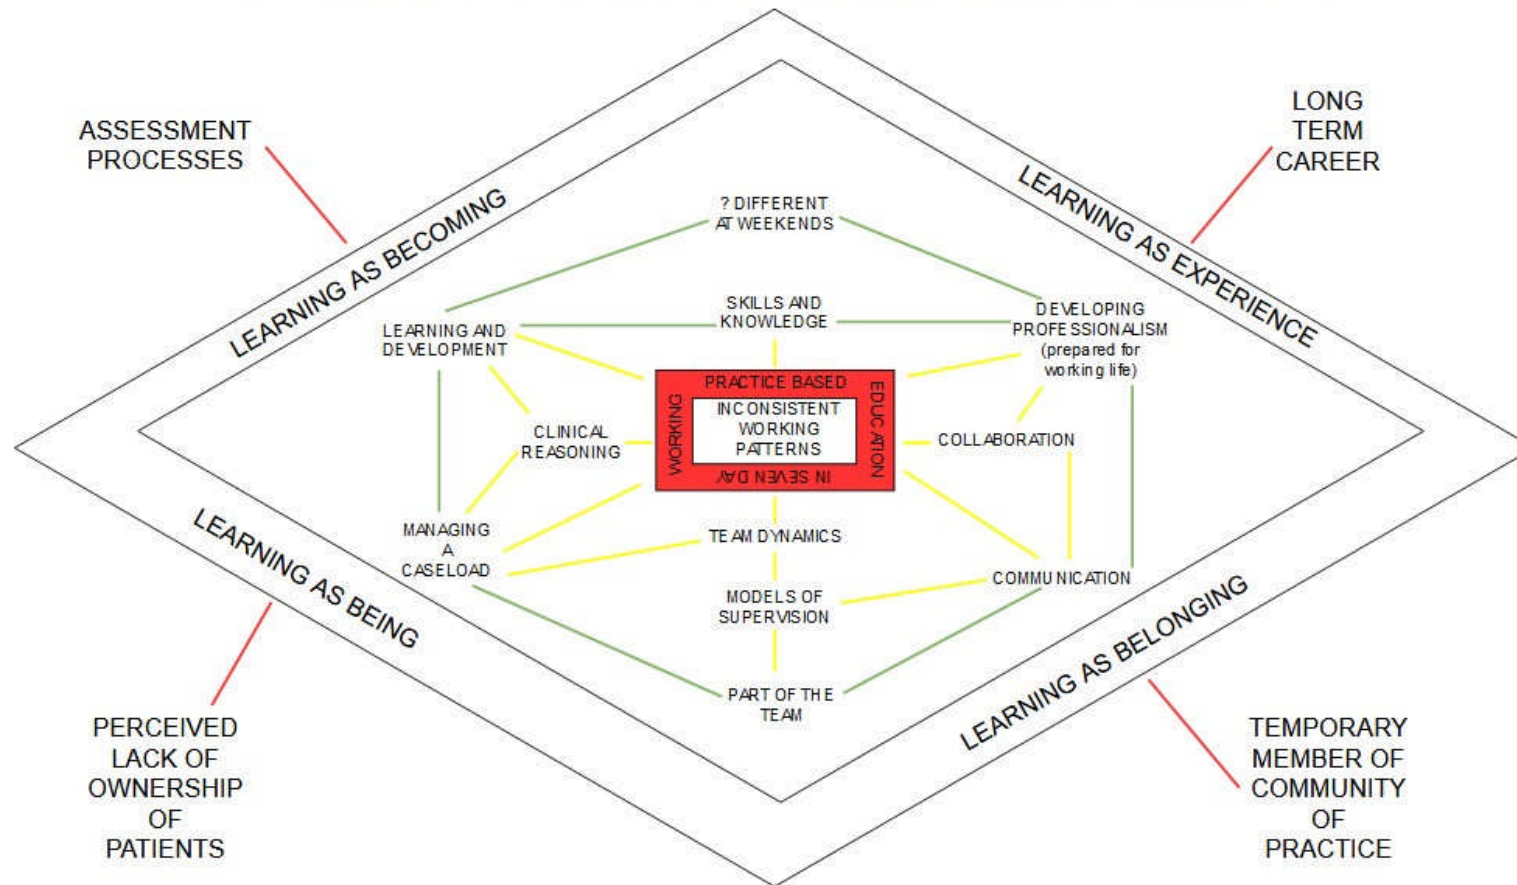 ASSESSMENT
PROCESSES
LONG
TERM
CAREER
LEARNING AS BECOMING
LEARNING AS EXPERIENCE
? DIFFERENT
AT WEEKENDS
SKILLS AND
KNOWLEDGE
LEARNING AND
DEVELOPMENT
DEVELOPING
PROFESSIONALISM
(prepared for
working life)
PRACTICE BASED
EDUCATION
IN SEVEN DAY
WORKING
INCONSISTENT
WORKING
PATTERNS
CLINICAL
REASONING
COLLABORATION
MANAGING
A
CASELOAD
TEAM DYNAMICS
COMMUNICATION
MODELS OF
SUPERVISION
PART OF THE
TEAM
LEARNING AS BEING
LEARNING AS BELONGING
PERCEIVED
LACK OF
OWNERSHIP
OF
PATIENTS
TEMPORARY
MEMBER OF
COMMUNITY
OF
PRACTICE